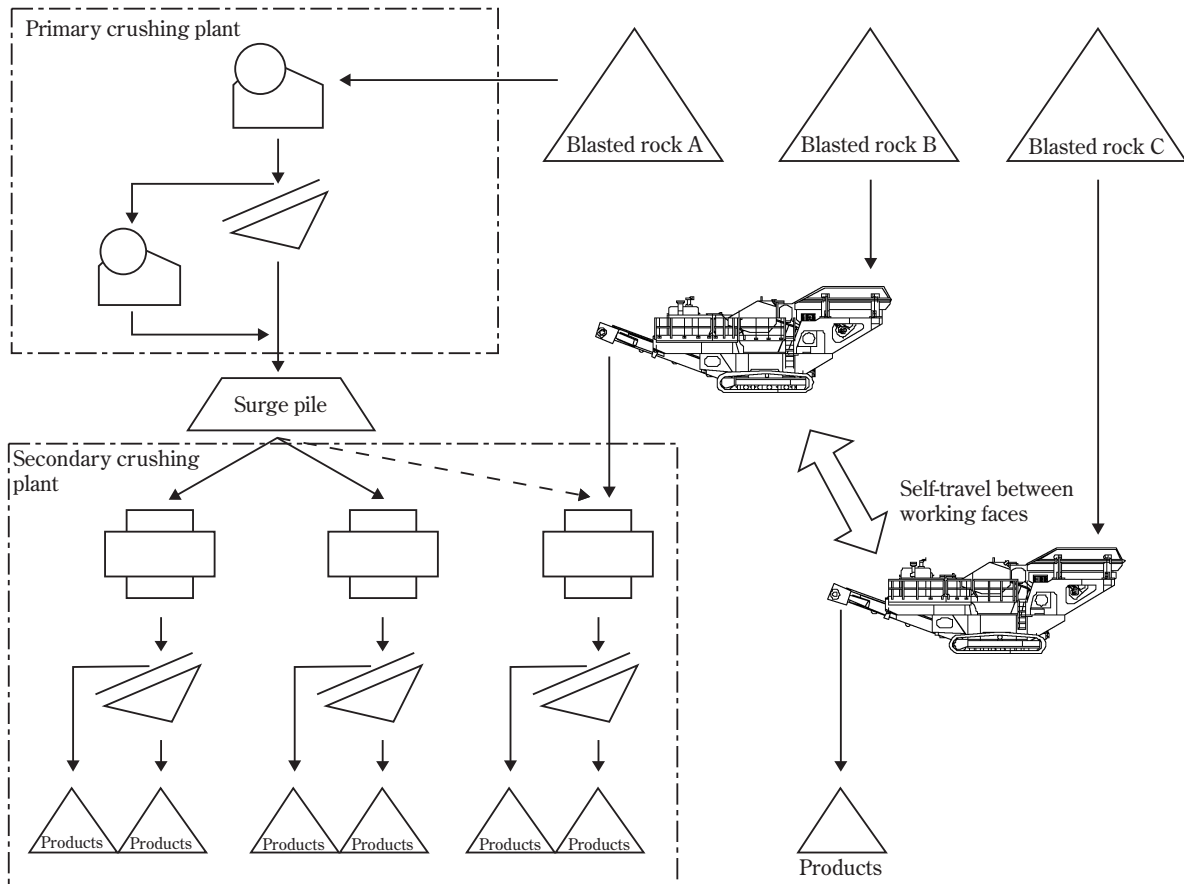 Primary crushing plant
Blasted rock A
Blasted rock B
Blasted rock C
Surge pile
Secondary crushing
plant
Self-travel between
working faces
Products
Products
Products
Products
Products
Products
Products